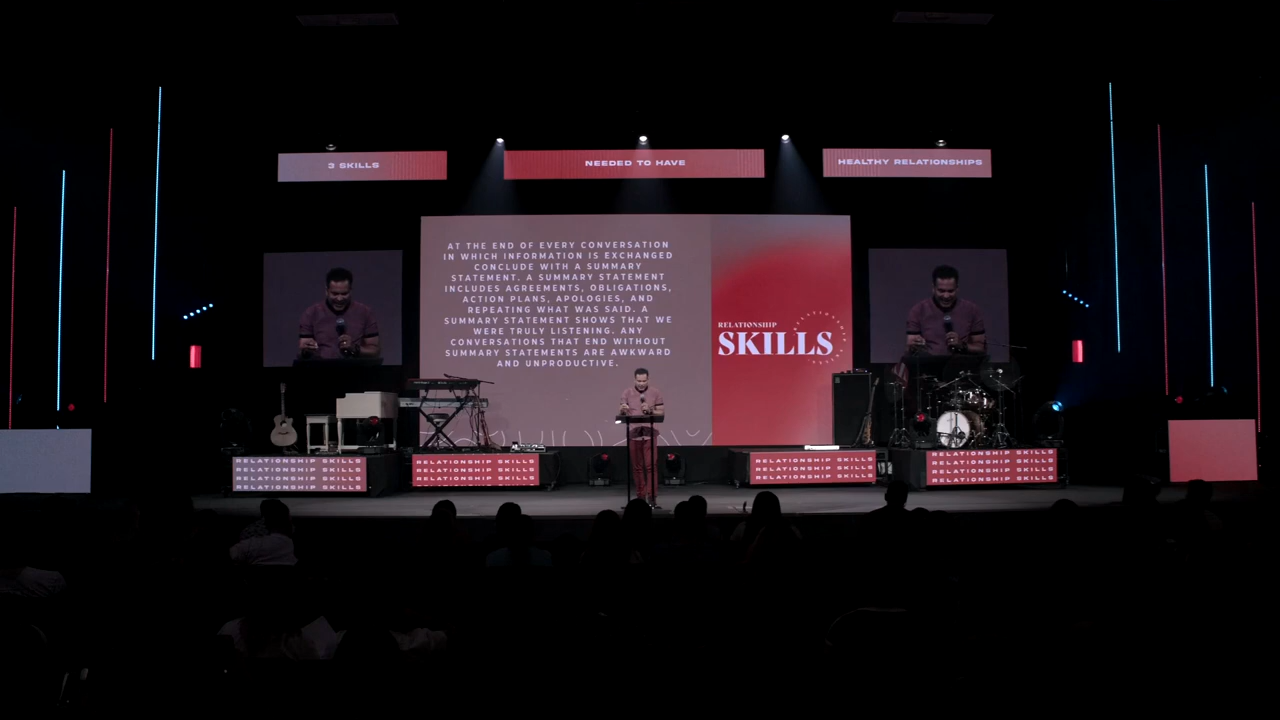 3 SKILLS
NEEDED TO HAVE
HEALTHY RELATIONSHIPS
AT THE END OF EVERY CONVERSATION
IN WHICH INFORMATION IS EXCHANGED
CONCLUDE WITH A SUMMARY
STATEMENT. A SUMMARY STATEMENT
INCLUDES AGREEMENTS, OBLIGATIONS,
ACTION PLANS, APOLOGIES, AND
REPEATING WHAT WAS SAID. A
SUMMARY STATEMENT SHOWS THAT WE
WERE TRULY LISTENING. ANY
CONVERSATIONS THAT END WITHOUT
SUMMARY STATEMENTS ARE AWKWARD
AND UNPRODUCTIVE.
RELATIONSHIP
SKILLS
RELATIONSHIP SKILLS
RELATIONSHIP SKILLS
RELATIONSHIP SKILLS
RELATIONSHIP SKILLS
RELATIONSHIP SKILLS
RELATIONSHIP SKILLS
RELATIONSHIP SKILLS
RELATIONSHIP SKILLS
RELATIONSHIP SKILLS
RELATIONSHIP SKILLS
RELATIONSHIP SKILLS